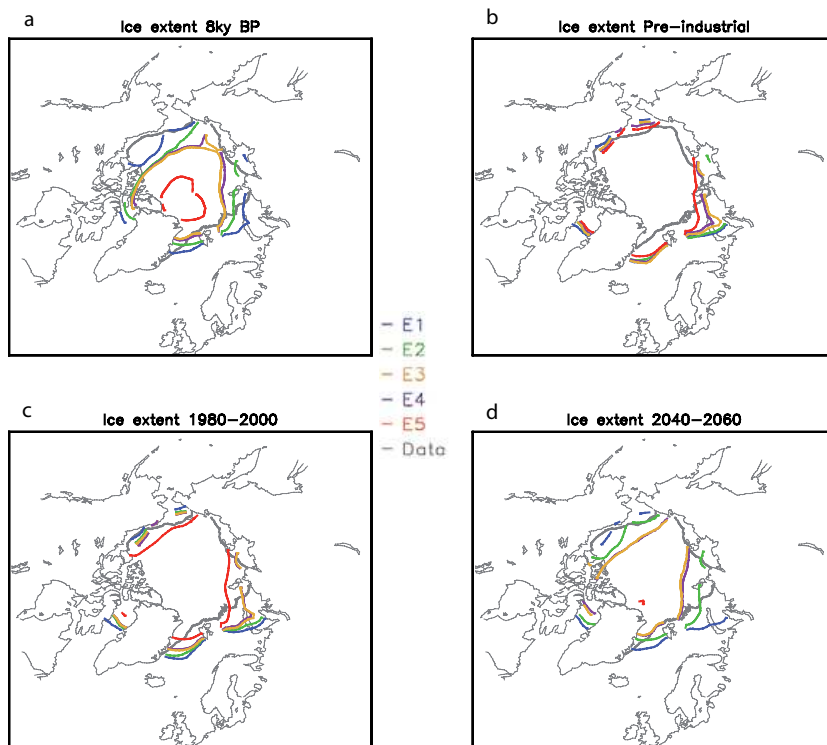 a
Ice extent 8ky BP
b
Ice extent Pre-industrial
E1
E2
E3
E4
E5
Data
c
Ice extent 1980-2000
d
Ice extent 2040-2060